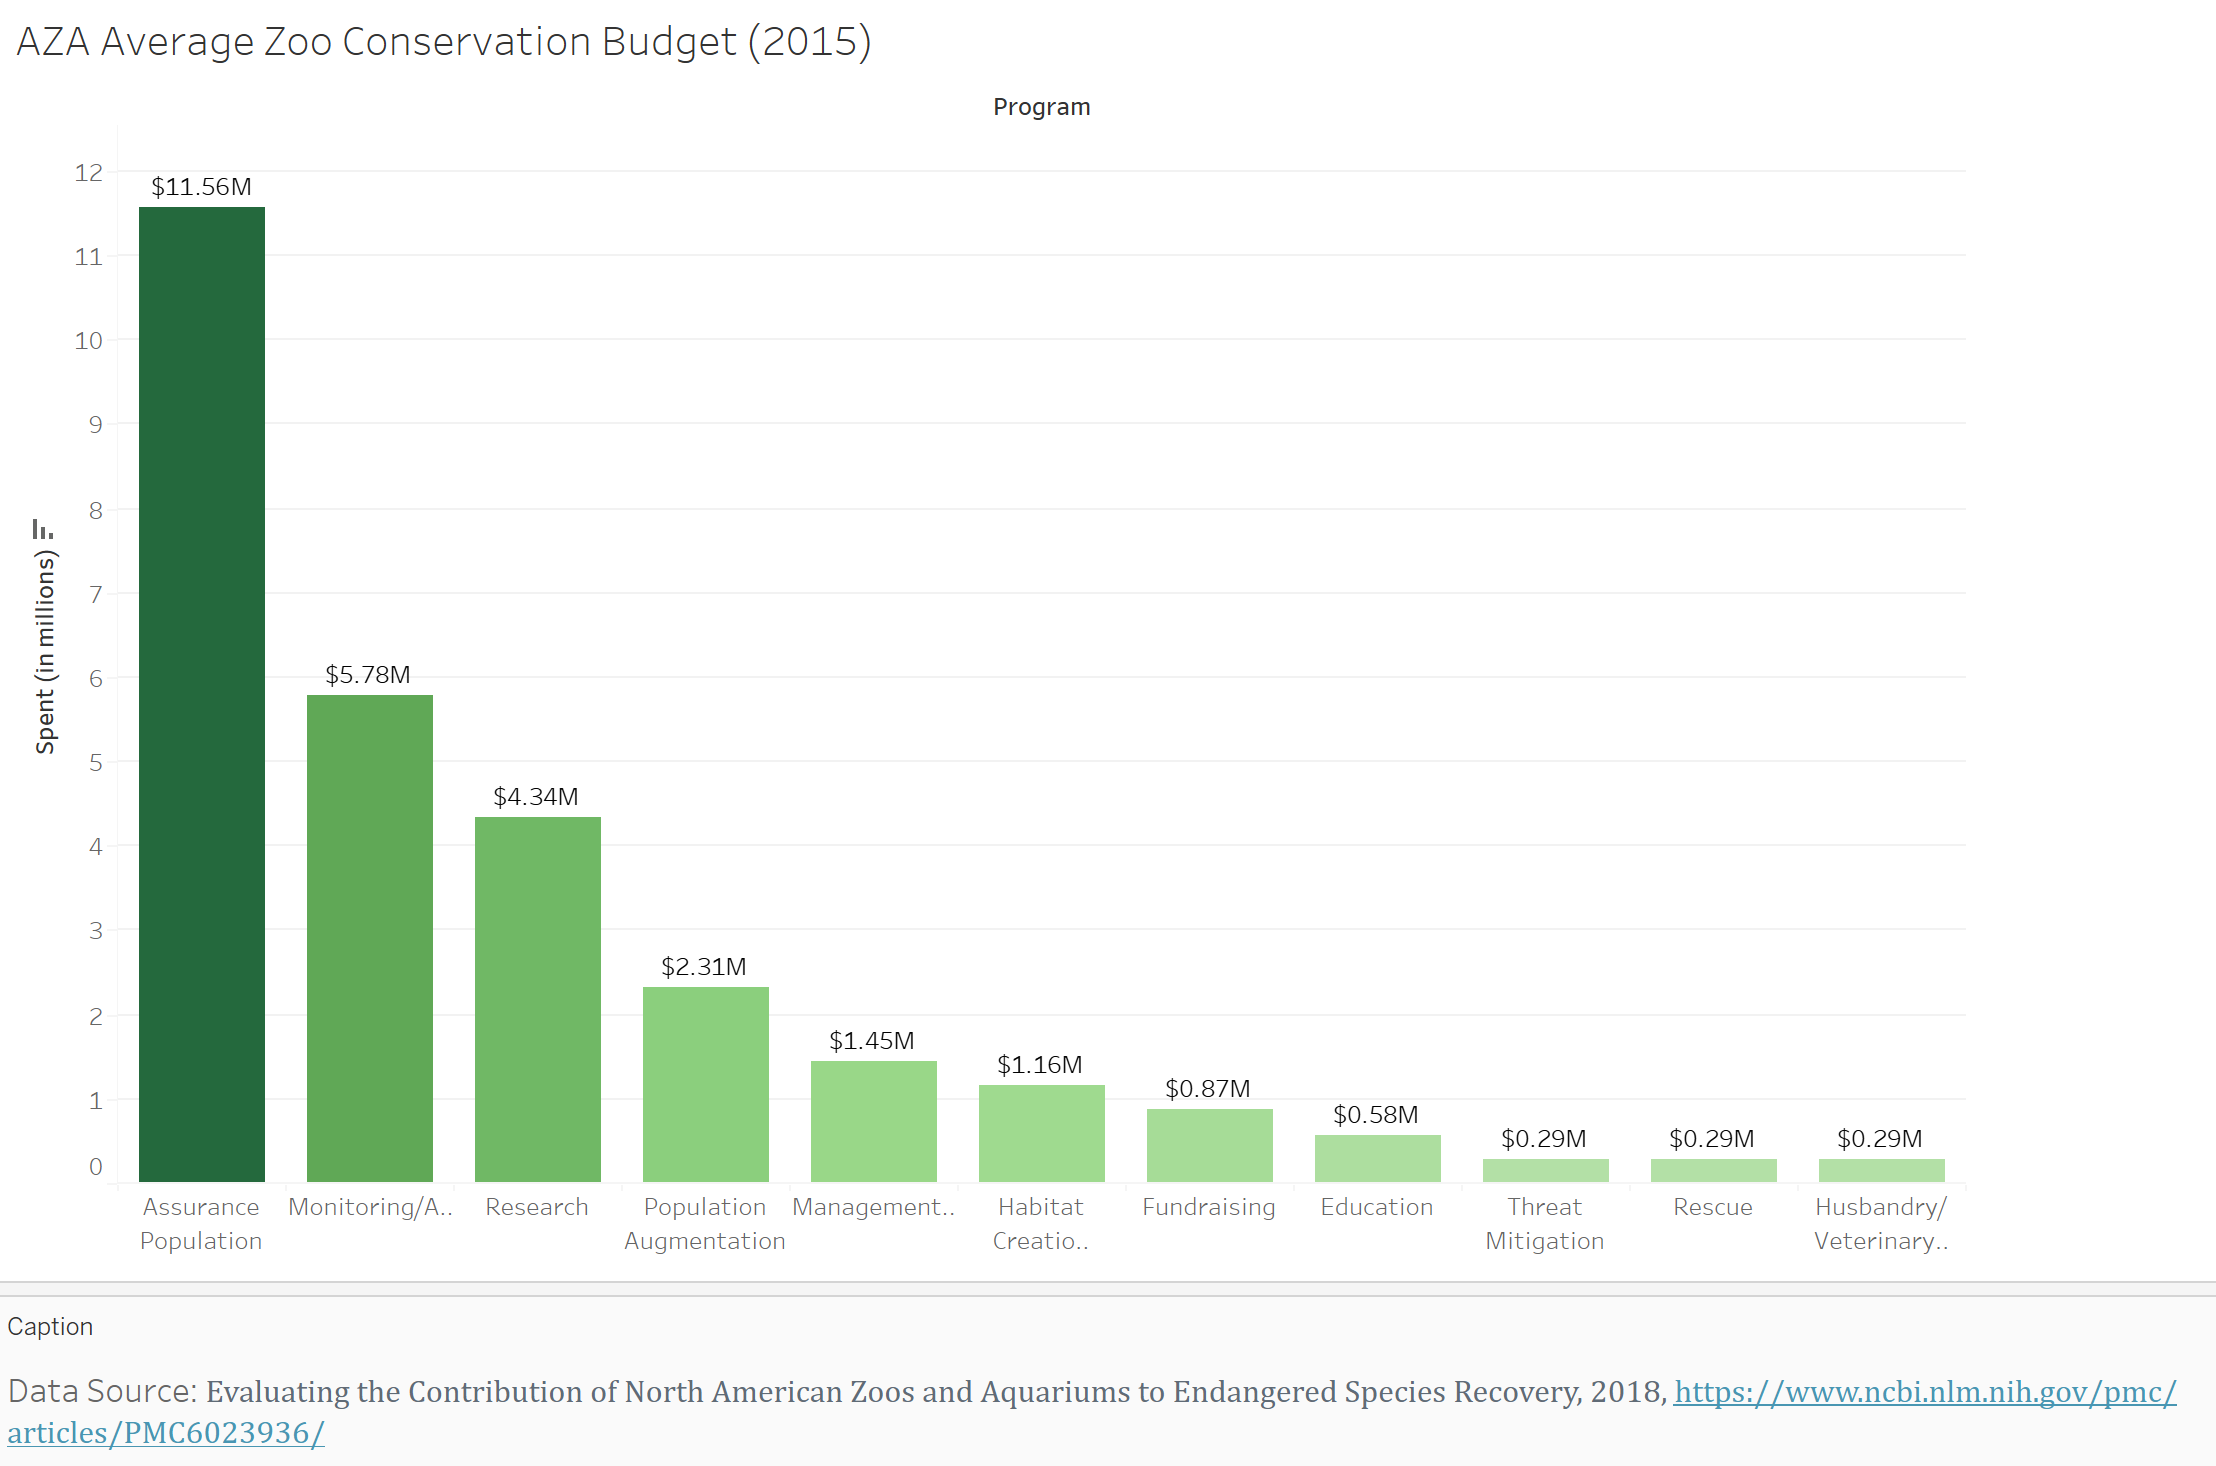 AZA Average Zoo Conservation Budget (2015)
Program
12
11
10
9
8
7
6
5
4
3
2
1
0
Spent (in millions)
$11.56M
$5.78M
$4.34M
$2.31M
$1.45M
$1.16M
$0.87M
$0.58M
$0.29M
$0.29M
$0.29M
Assurance
Population
Monitoring/A..
Research
Population
Augmentation
Management..
Habitat
Creatio..
Fundraising
Education
Threat
Mitigation
Rescue
Husbandry/
Veterinary..
Caption
Data Source: Evaluating the Contribution of North American Zoos and Aquariums to Endangered Species Recovery, 2018, https://www.ncbi.nlm.nih.gov/pmc/
articles/PMC6023936/